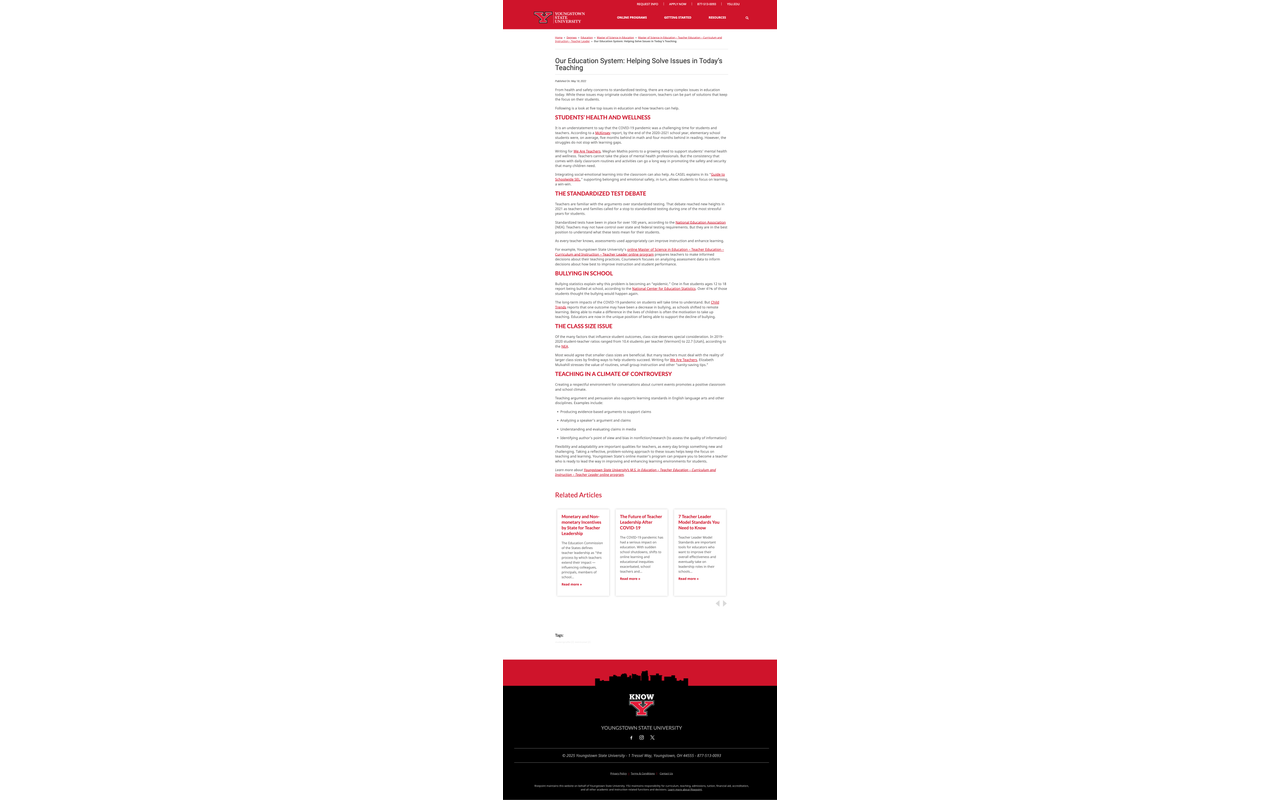 REQUEST INFO | APPLY NOW | 877-513-0093 | YSU.EDU
YOUNGSTOWN
STATE
UNIVERSITY
ONLINE PROGRAMS GETTING STARTED RESOURCES
Our Education System: Helping Solve Issues in Today's Teaching
Our Education System: Helping Solve Issues in Today's
Teaching
From health and safety concerns to standardized testing, there are many complex issues in education
today. While these issues may originate outside the classroom, teachers can be part of solutions that keep
the focus on their students.
Following is a look at five top issues in education and how teachers can help.
STUDENTS' HEALTH AND WELLNESS
It is an understatement to say that the COVID-19 pandemic was a challenging time for students and
teachers. According to a McKinsey report, by the end of the 2020-2021 school year, elementary school
students were, on average, five months behind in math and four months behind in reading. However, the
struggles do not stop with learning gaps.
Writing for We Are Teachers, Meghan Mathis points to a growing need to support students' mental health
and wellness. Teachers cannot take the place of mental health professionals. But the consistency that
comes with daily classroom routines and activities can go a long way in promoting the safety and security
that many children need.
Integrating social-emotional learning into the classroom can also help. As CASEL explains in its "Guide to
Schoolwide SEL," supporting belonging and emotional safety, in turn, allows students to focus on learning,
a win-win.
THE STANDARDIZED TEST DEBATE
Teachers are familiar with the arguments over standardized testing. That debate reached new heights in
2021 as teachers and families called for a stop to standardized testing during one of the most stressful
years for students.
Standardized tests have been in place for over 150 years, according to the National Education Association
(NEA). Teachers may not have control over state and federal testing requirements. But they are in the best
position to understand what these tests mean for their students.
As every teacher knows, assessments used appropriately can improve instruction and enhance learning.
For example, Youngstown State University's online Master of Science in Education – Teacher Education –
Curriculum and Instruction – Teacher Leader online program prepares teachers to make informed
decisions about their teaching practices. Coursework focuses on analyzing assessment data to inform
decisions about how best to improve instruction and student performance.
BULLYING IN SCHOOL
Bullying statistics explain why this problem is becoming an "epidemic." One in five students ages 12 to 18
report being bullied at school, according to the National Center for Education Statistics. Over 41% of those
students thought the bullying would happen again.
The long-term impacts of the COVID-19 pandemic on students will take time to understand. But Child
Trends reports that one outcome may have been a decrease in bullying, as schools shifted to remote
learning. Being able to make a difference in the lives of children is often the motivation to take up
teaching. Educators are now in the unique position of being able to support the decline of bullying.
THE CLASS SIZE ISSUE
Of the many factors that influence student outcomes, class size deserves special consideration. In 2019-
2020 student-teacher ratios ranged from 10.6 students per teacher (Vermont) to 22.7 (Utah), according to
the NEA.
Most would agree that smaller class sizes are beneficial. But many teachers must deal with the reality of
larger class sizes by finding ways to help students succeed. Writing for We Are Teachers, Elizabeth
Mulvahill stresses the value of routines, small-group instruction and other "sanity-saving tips."
TEACHING IN A CLIMATE OF CONTROVERSY
Creating a respectful environment for conversations about current events promotes a positive classroom
and school climate.
Teaching argument and persuasion also supports learning standards in English language arts and other
disciplines. Examples include:
• Producing evidence-based arguments to support claims
• Analyzing a speaker's argument and claims
• Understanding and evaluating claims in media
• Identifying author's point of view and bias in nonfiction/research (to assess the quality of information)
Flexibility and adaptability are important qualities for teachers, as every day brings something new and
challenging. Taking a reflective, problem-solving approach to these issues helps keep the focus on
teaching and learning. Youngstown State's online master's program can prepare you to become a teacher
who is ready to lead the way in improving and enhancing learning environments for students.
Learn more about Youngstown State University's M.S. in Education – Teacher Education – Curriculum and
Instruction – Teacher Leader online program.
Related Articles
Monetary and Non-
monetary Incentives
by State for Teacher
Leadership
The Education Commission
of the States defines
teacher leadership as "the
process by which teachers
extend their impact —
influencing colleagues,
principals, members of
school...
Read more »
The Future of Teacher
Leadership After
COVID-19
The COVID-19 pandemic has
had a serious impact on
education. With sudden
school shutdowns, shifts to
online learning and
educational inequities
exacerbated, school
teachers and...
Read more »
7 Teacher Leader
Model Standards You
Need to Know
Teacher Leader Model
Standards are important
tools for educators who
want to improve their
overall effectiveness and
eventually take on
leadership roles in their
schools....
Read more »
Tags:
KNOW
Y
YOUNGSTOWN STATE UNIVERSITY
© 2025 Youngstown State University - 1 Tressel Way, Youngstown, OH 44555 - 877-513-0093
Privacy Policy Terms & Conditions Contact Us